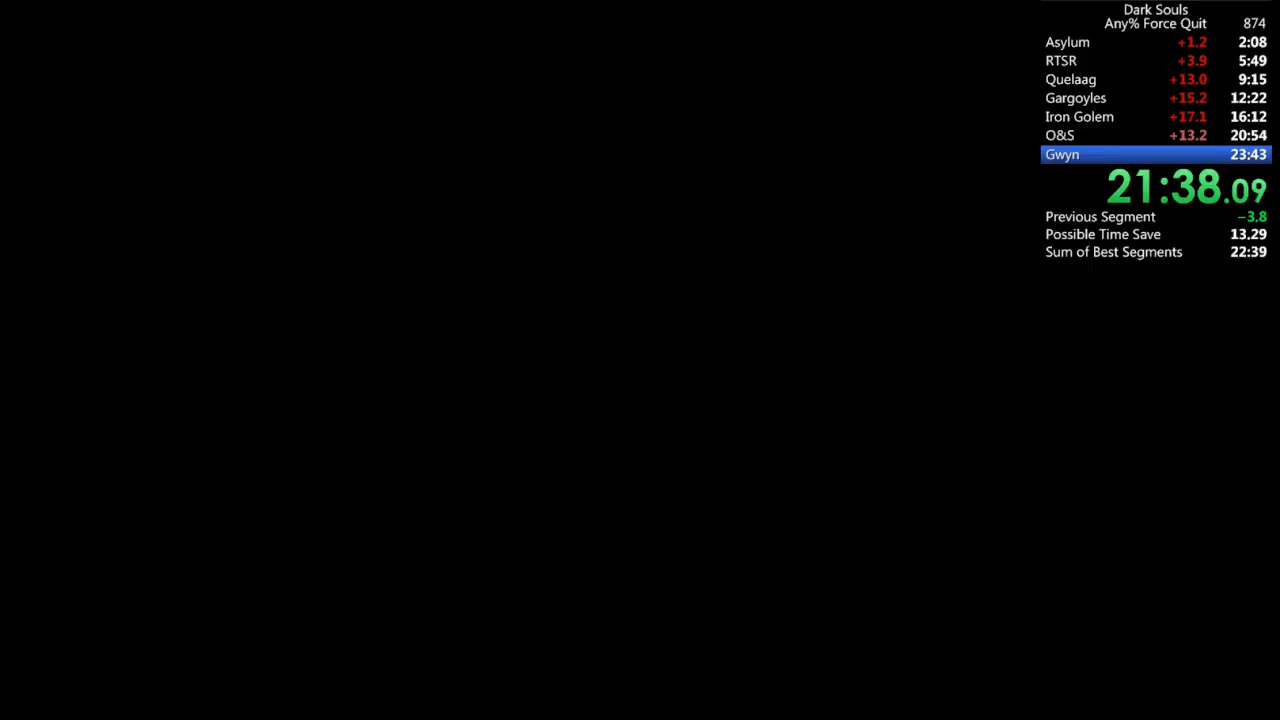 Dark Souls
Any% Force Quit 874
Asylum +1.2 2:08
RTSR +3.9 5:49
Quelaag +13.0 9:15
Gargoyles +15.2 12:22
Iron Golem +17.1 16:12
O&S +13.2 20:54
Gwyn 23:43
21:38.09
Previous Segment −3.8
Possible Time Save 13.29
Sum of Best Segments 22:39